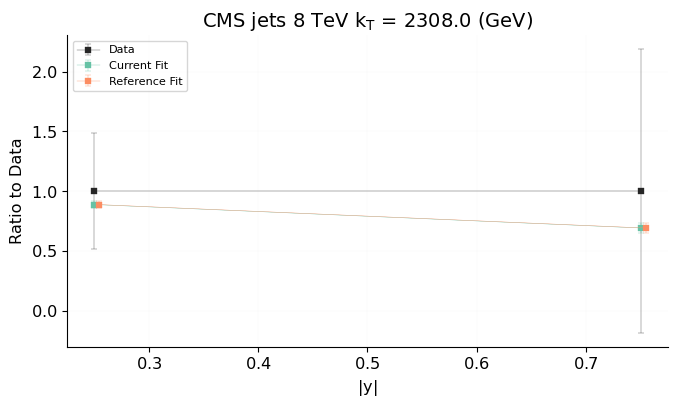 CMS jets 8 TeV k_T = 2308.0 (GeV)
Data
Current Fit
Reference Fit
Ratio to Data
2.0
1.5
1.0
0.5
0.0
0.3 0.4 0.5 0.6 0.7
|y|